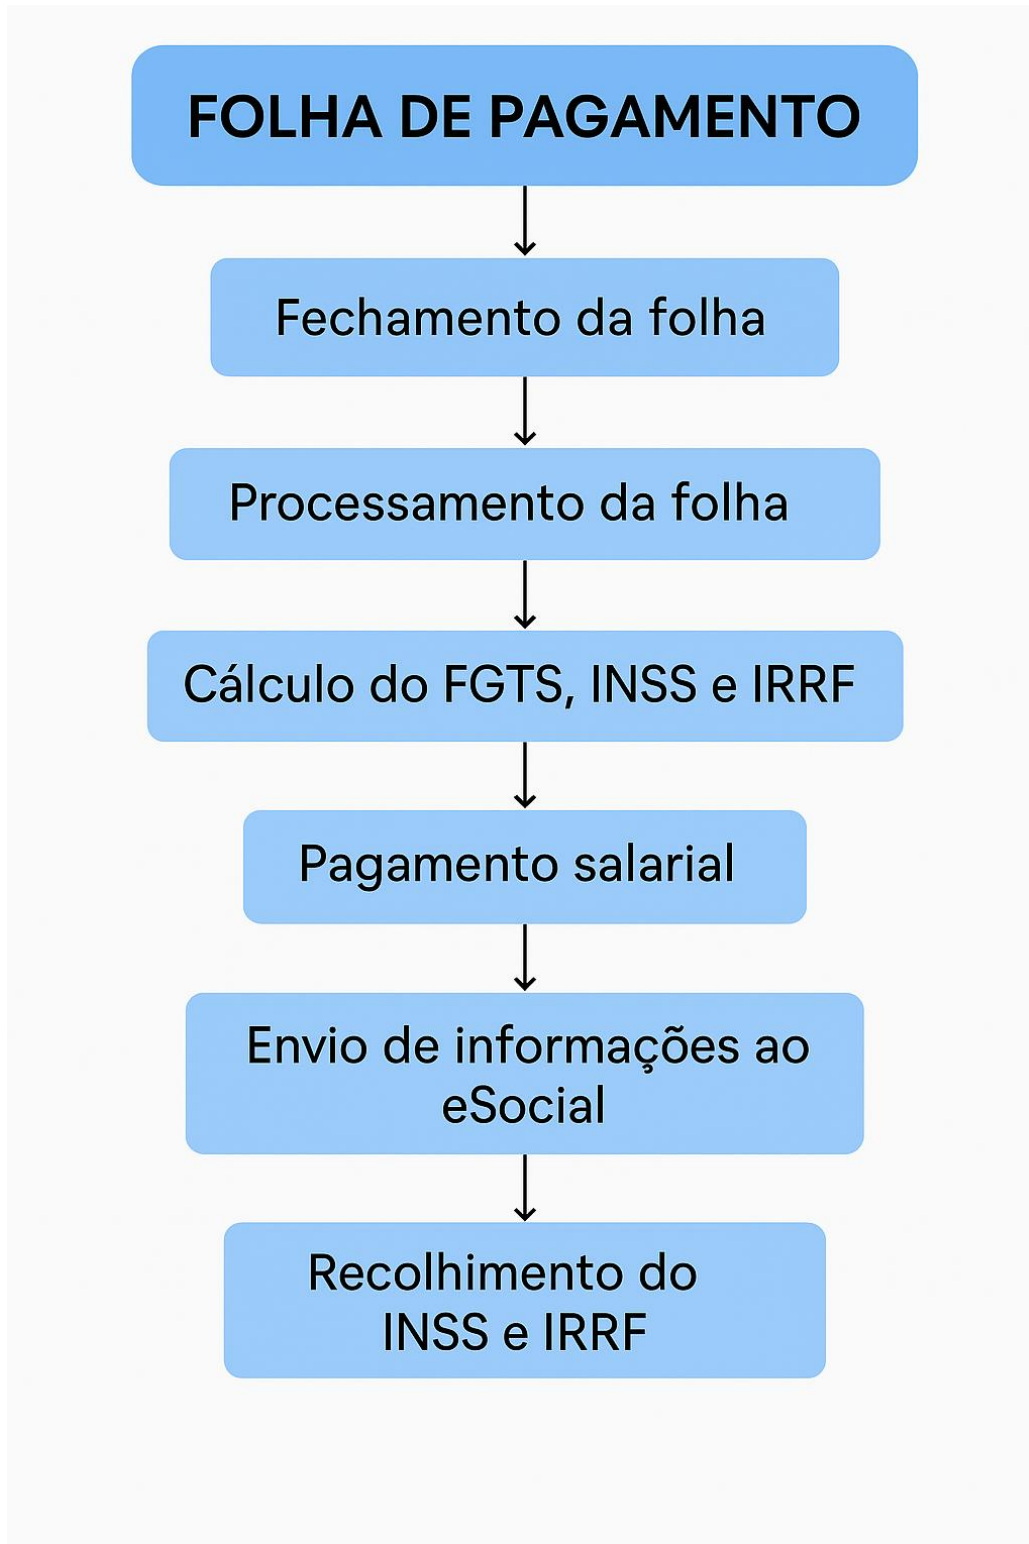 FOLHA DE PAGAMENTO
Fechamento da folha
Processamento da folha
Cálculo do FGTS, INSS e IRRF
Pagamento salarial
Envio de informações ao
eSocial
Recolhimento do
INSS e IRRF